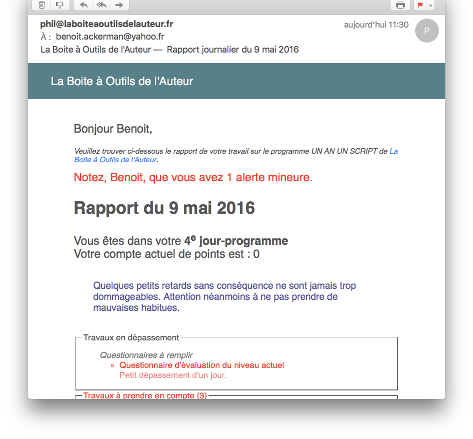 phil@laboiteaoutilsdelauteur.fr
aujourd'hui 11:30
À : benoit.ackerman@yahoo.fr
La Boite à Outils de l'Auteur — Rapport journalier du 9 mai 2016
P
La Boite à Outils de l'Auteur
Bonjour Benoit,
Veuillez trouver ci-dessous le rapport de votre travail sur le programme UN AN UN SCRIPT de La
Boite à Outils de l'Auteur.
Notez, Benoit, que vous avez 1 alerte mineure.
Rapport du 9 mai 2016
Vous êtes dans votre 4e jour-programme
Votre compte actuel de points est : 0
Quelques petits retards sans conséquence ne sont jamais trop
dommageables. Attention néanmoins à ne pas prendre de
mauvaises habitues.
Travaux en dépassement
Questionnaires à remplir
Questionnaire d'évaluation du niveau actuel
Petit dépassement d'un jour.
Travaux à prendre en compte (3)